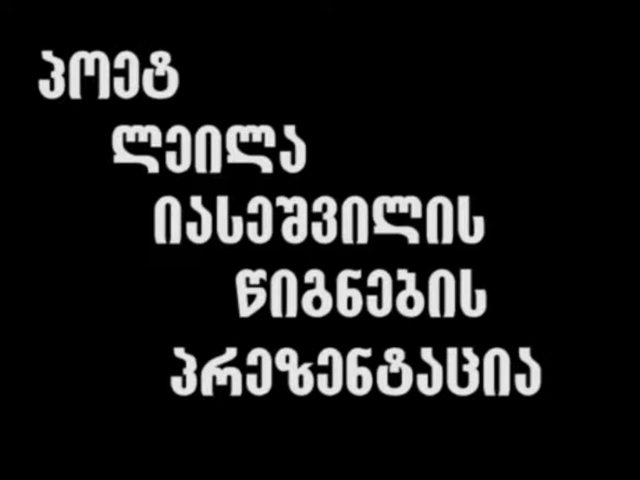 პოეტ
ლეილა
იასეშვილის
წიგნების
პრეზენტაცია